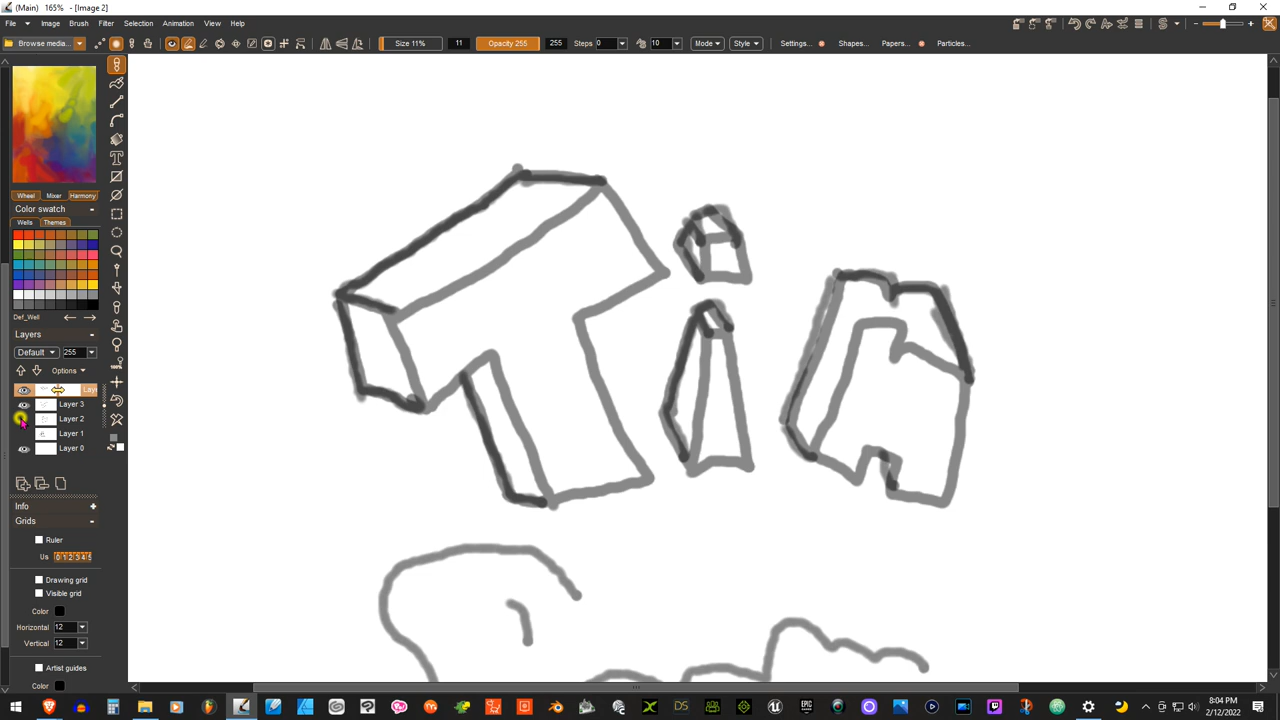 (Main) 165% - [Image 2]
File Image Brush Filter Selection Animation View Help
Browse media... Size 11% 11 Opacity 255 255 Steps 0 10 Mode Style Settings... Shapes... Papers... Particles...
Wheel Mixer Harmony
Color swatch
Wells Themes
Def_Well
Layers
Default 255
Options
Lay
Layer 3
Layer 2
Layer 1
Layer 0
Info
Grids
Ruler
Us
Drawing grid
Visible grid
Color
Horizontal 12
Vertical 12
Artist guides
Color
8:04 PM
2/12/2022